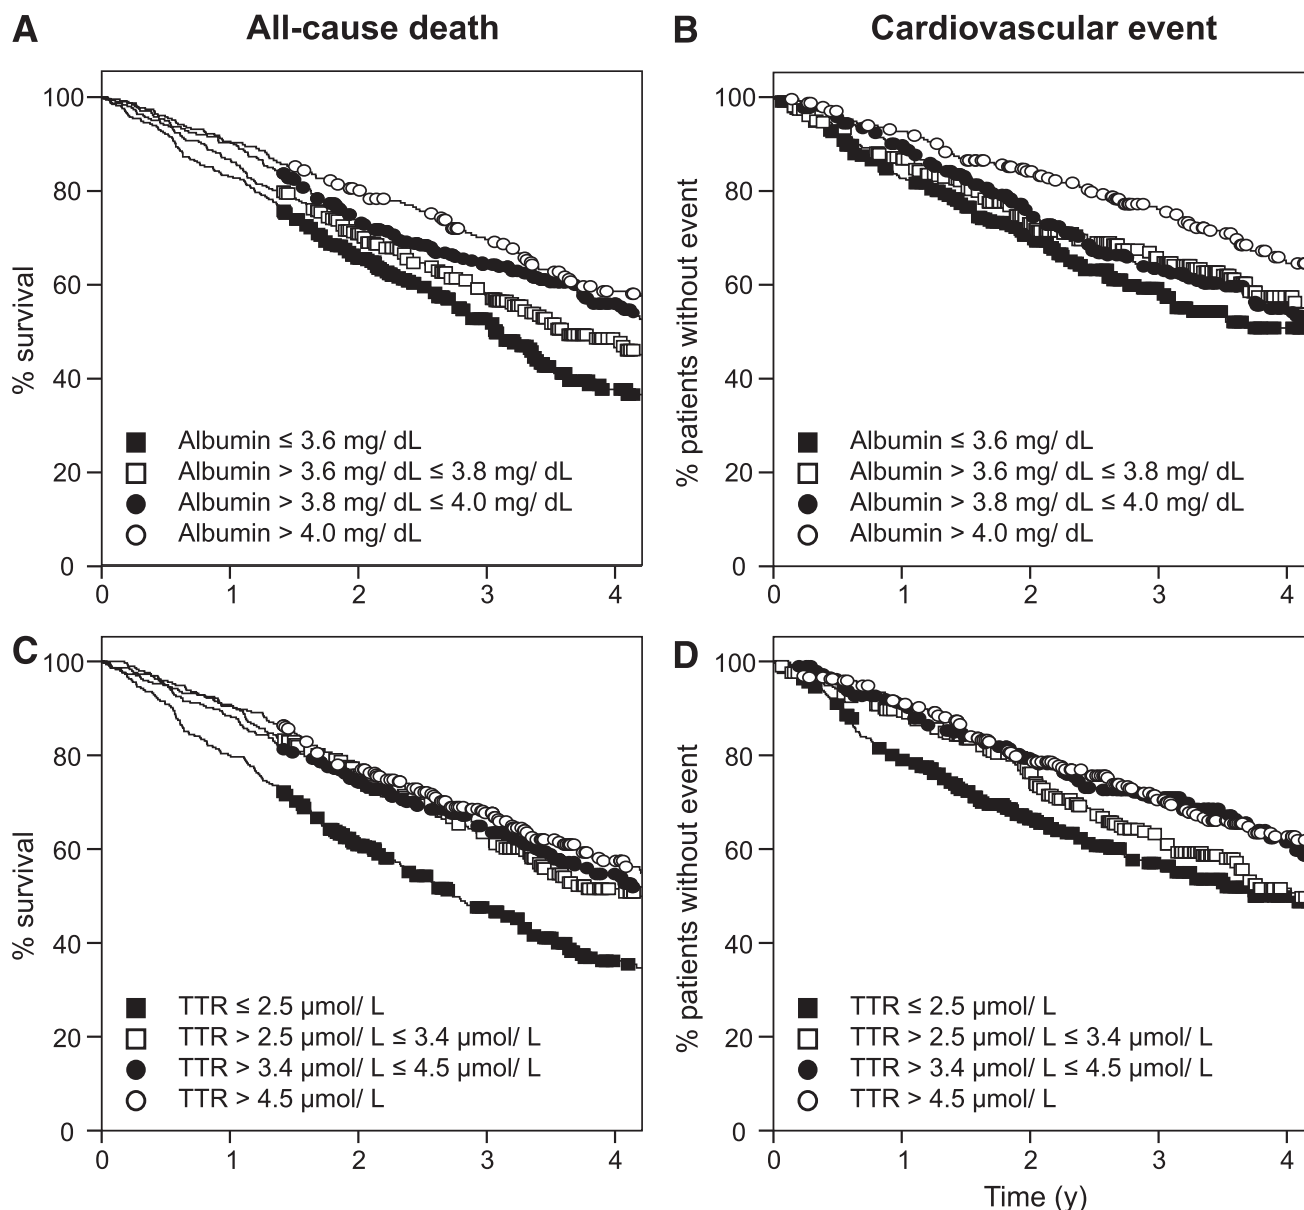 A All-cause death
% survival
100
80
60
40
20
0
Albumin ≤ 3.6 mg/ dL
Albumin > 3.6 mg/ dL ≤ 3.8 mg/ dL
Albumin > 3.8 mg/ dL ≤ 4.0 mg/ dL
Albumin > 4.0 mg/ dL
0 1 2 3 4
B Cardiovascular event
% patients without event
100
80
60
40
20
0
Albumin ≤ 3.6 mg/ dL
Albumin > 3.6 mg/ dL ≤ 3.8 mg/ dL
Albumin > 3.8 mg/ dL ≤ 4.0 mg/ dL
Albumin > 4.0 mg/ dL
0 1 2 3 4
C
% survival
100
80
60
40
20
0
TTR ≤ 2.5 µmol/ L
TTR > 2.5 µmol/ L ≤ 3.4 µmol/ L
TTR > 3.4 µmol/ L ≤ 4.5 µmol/ L
TTR > 4.5 µmol/ L
0 1 2 3 4
D
% patients without event
100
80
60
40
20
0
TTR ≤ 2.5 µmol/ L
TTR > 2.5 µmol/ L ≤ 3.4 µmol/ L
TTR > 3.4 µmol/ L ≤ 4.5 µmol/ L
TTR > 4.5 µmol/ L
0 1 2 3 4
Time (y)